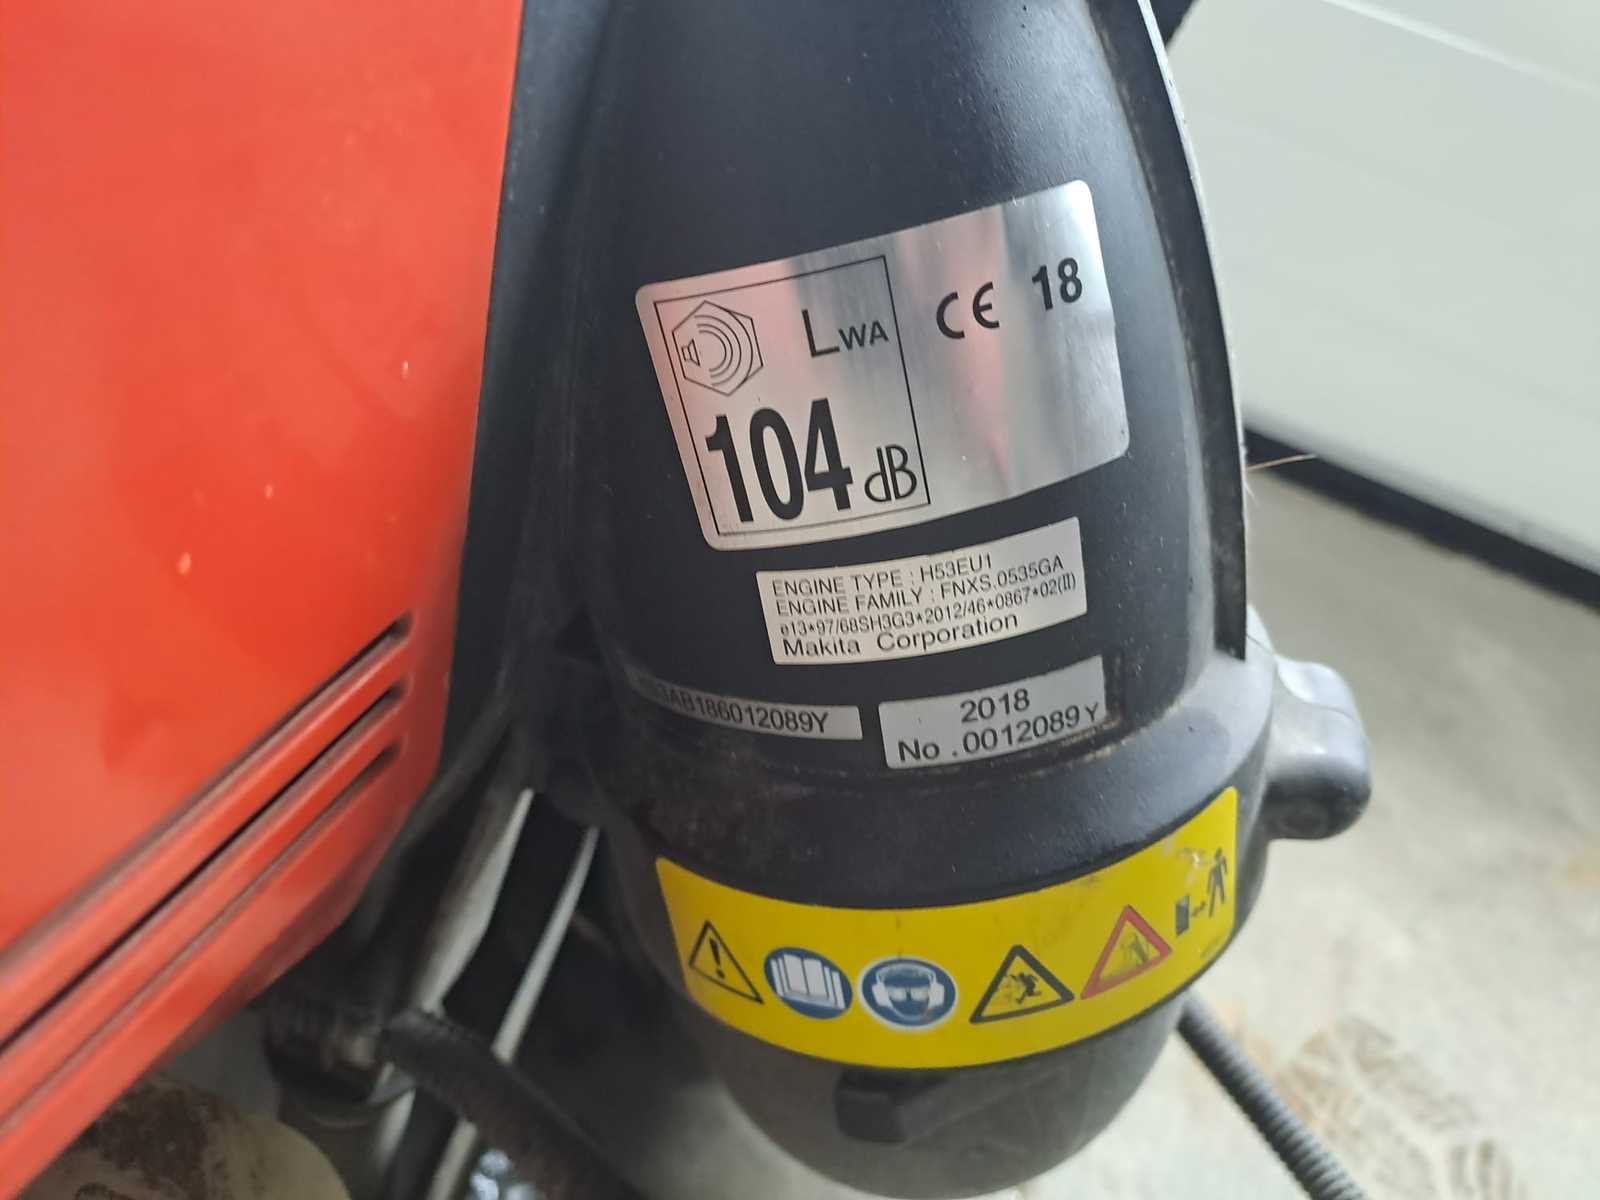 LWA
CE 18
104 dB
ENGINE TYPE : H53EU1
ENGINE FAMILY : FNXS.0535GA
e13*97/68SH3G3*2012/46*0867*02(II)
Makita Corporation
2018
No .0012089Y